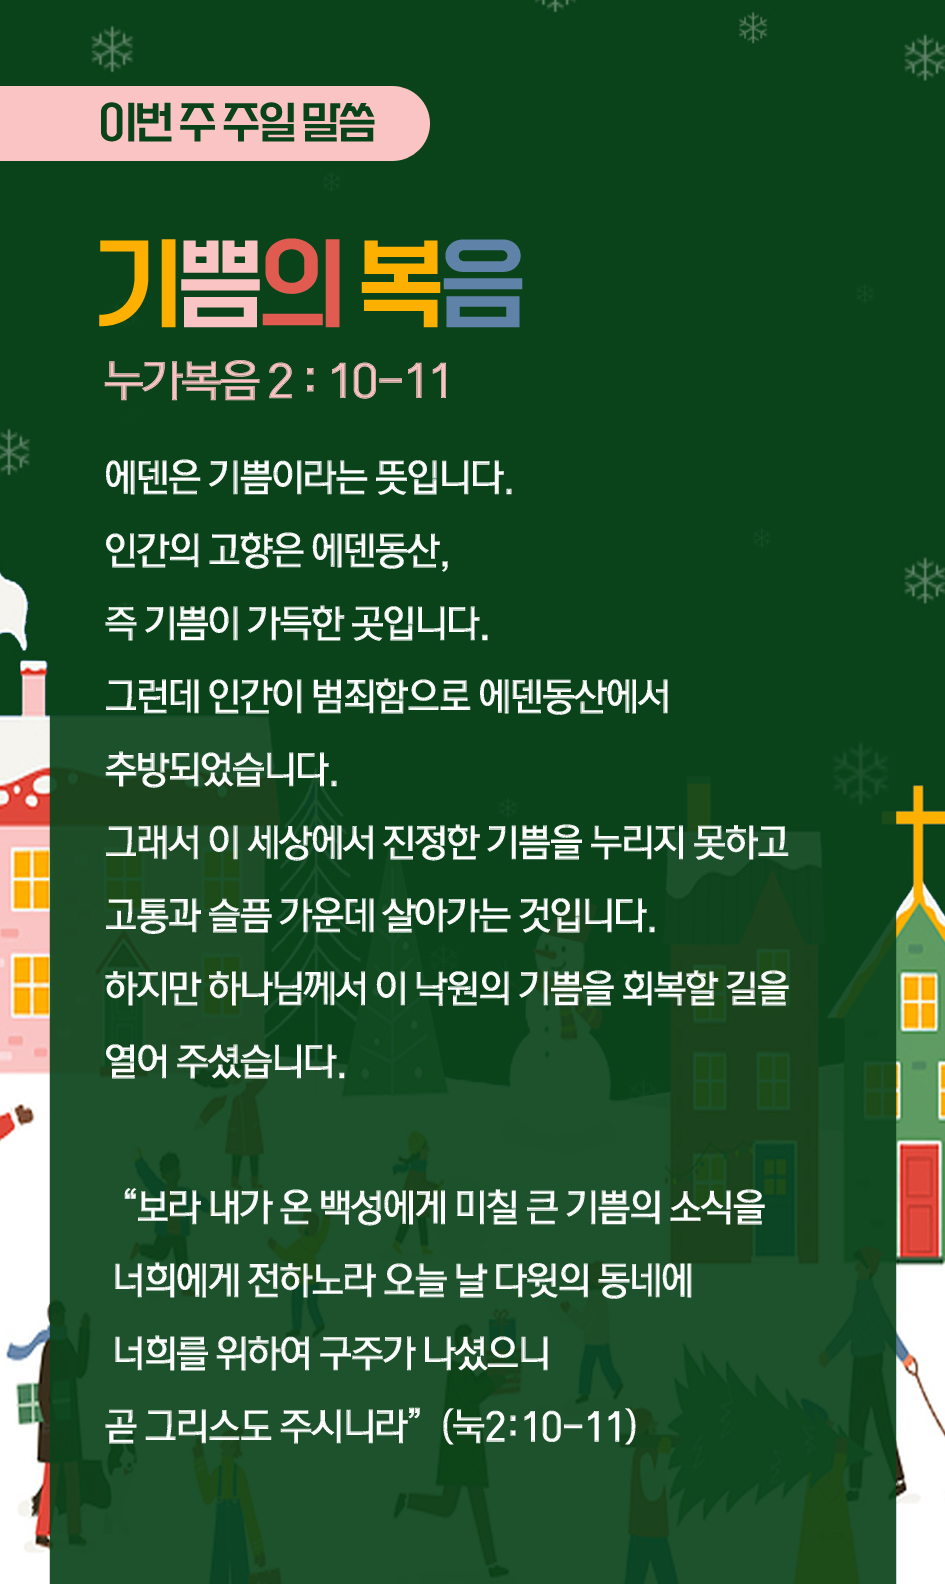 이번 주 주일 말씀
기쁨의 복음
누가복음 2 : 10-11
에덴은 기쁨이라는 뜻입니다.
인간의 고향은 에덴동산,
즉 기쁨이 가득한 곳입니다.
그런데 인간이 범죄함으로 에덴동산에서
추방되었습니다.
그래서 이 세상에서 진정한 기쁨을 누리지 못하고
고통과 슬픔 가운데 살아가는 것입니다.
하지만 하나님께서 이 낙원의 기쁨을 회복할 길을
열어 주셨습니다.
“보라 내가 온 백성에게 미칠 큰 기쁨의 소식을
너희에게 전하노라 오늘 날 다윗의 동네에
너희를 위하여 구주가 나셨으니
곧 그리스도 주시니라” (눅2:10-11)